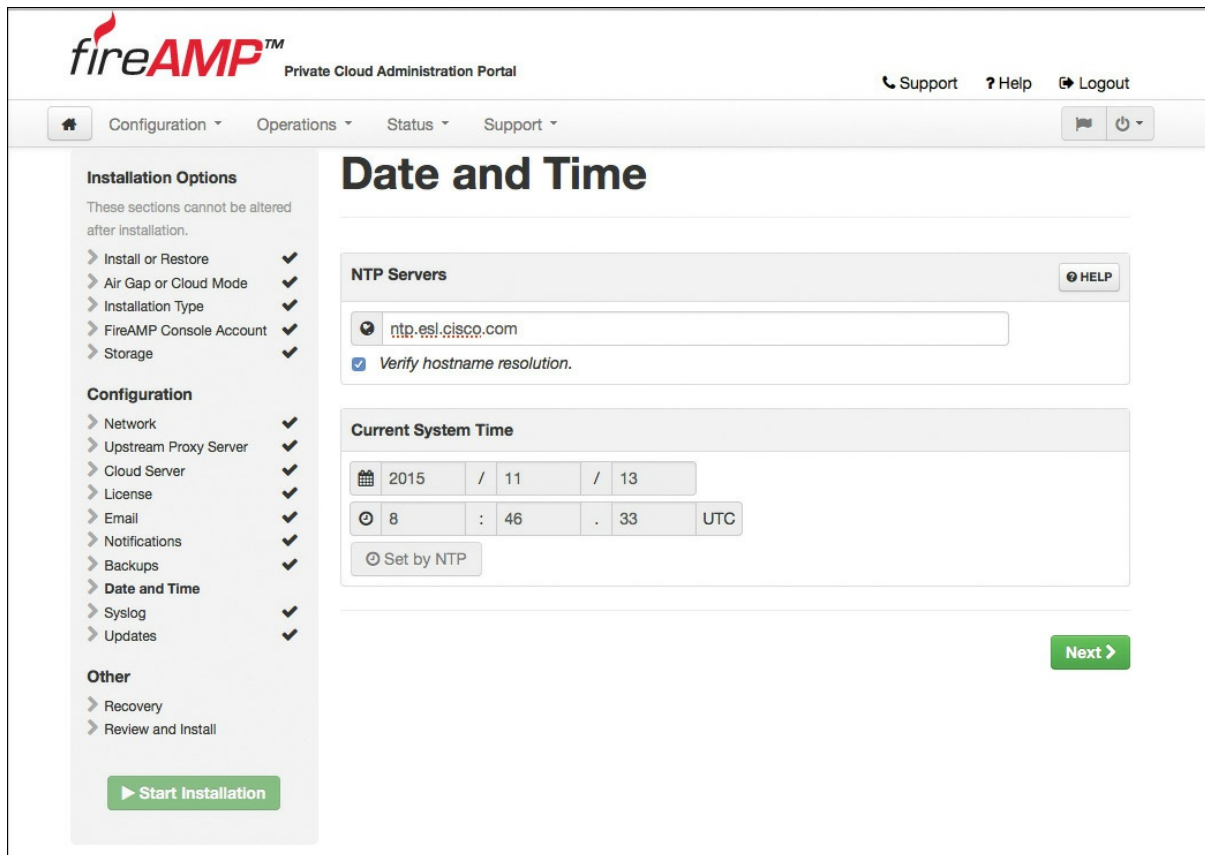 fireAMP™ Private Cloud Administration Portal
Support ? Help Logout
Configuration Operations Status Support
Installation Options
These sections cannot be altered
after installation.
Install or Restore
Air Gap or Cloud Mode
Installation Type
FireAMP Console Account
Storage
Configuration
Network
Upstream Proxy Server
Cloud Server
License
Email
Notifications
Backups
Date and Time
Syslog
Updates
Other
Recovery
Review and Install
Start Installation
Date and Time
NTP Servers
HELP
ntp.esl.cisco.com
Verify hostname resolution.
Current System Time
2015 / 11 / 13
8 : 46 . 33 UTC
Set by NTP
Next